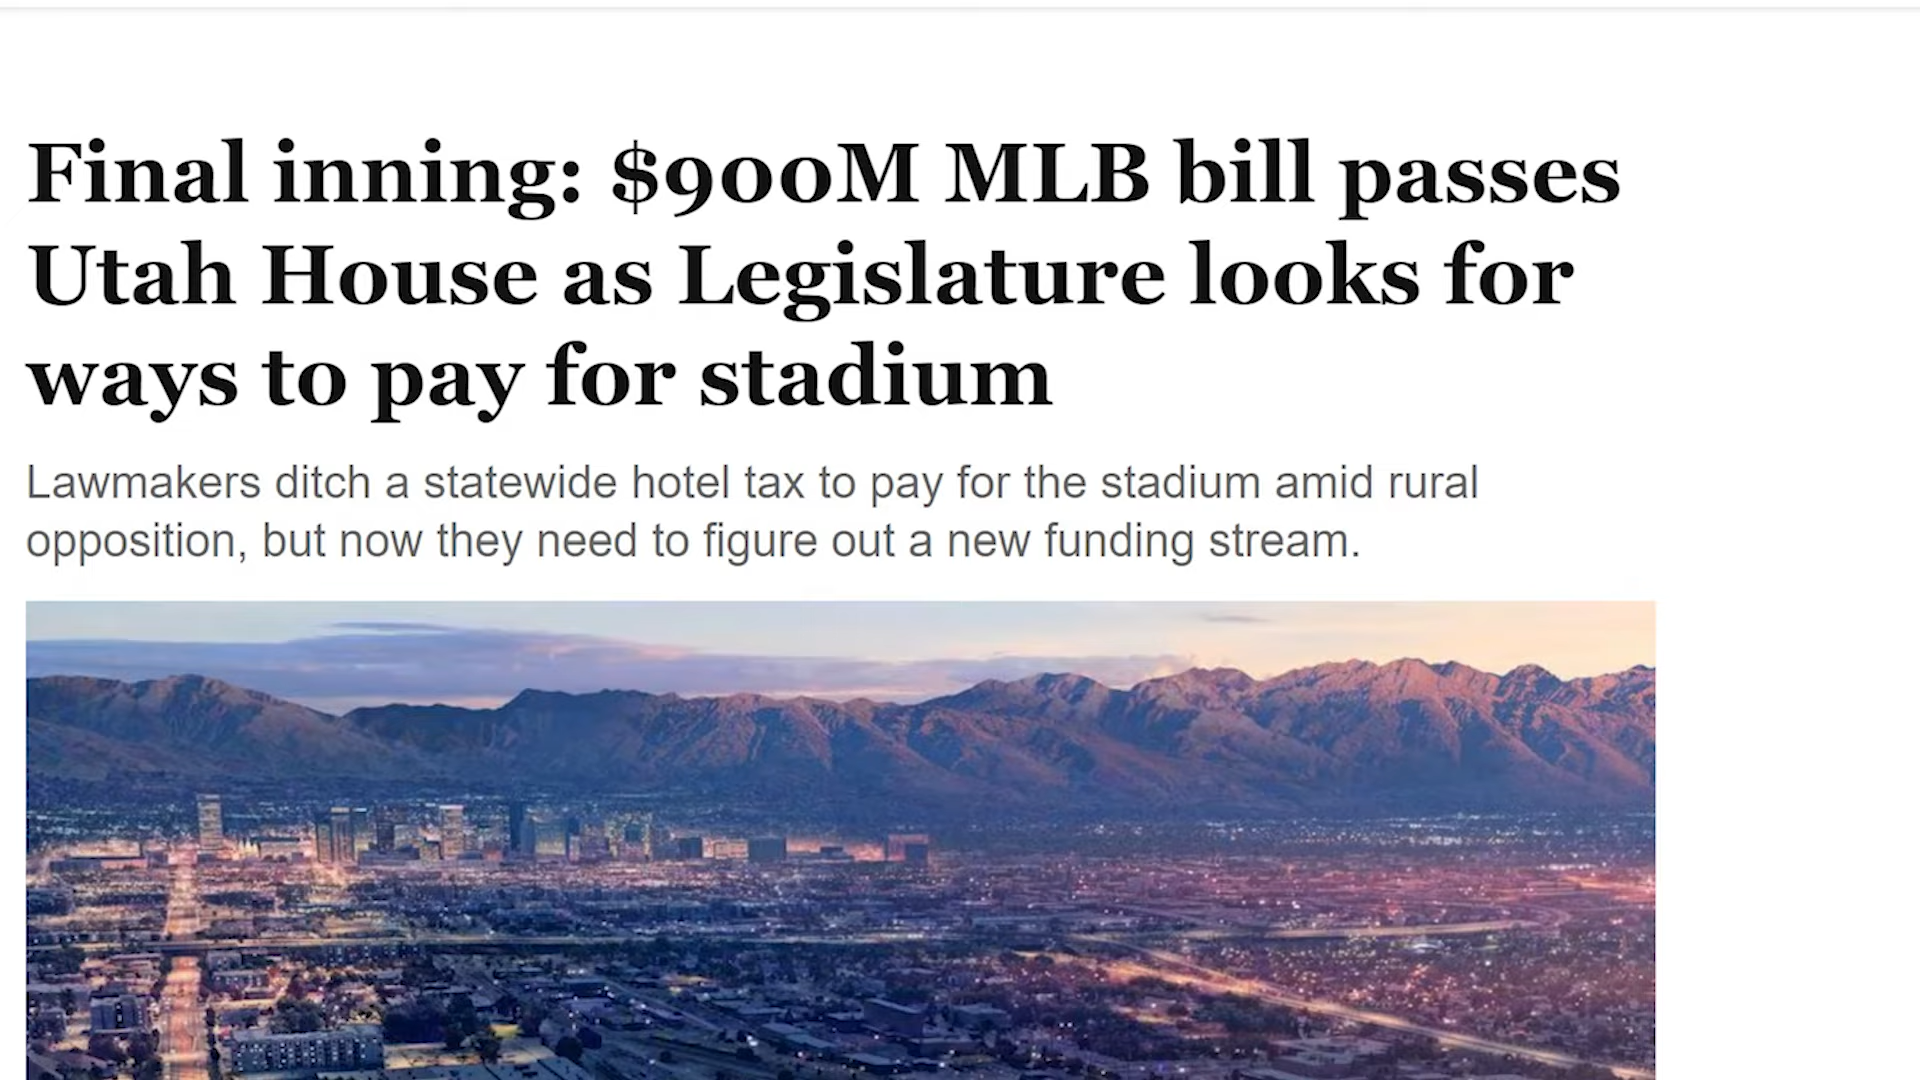 Final inning: $900M MLB bill passes
Utah House as Legislature looks for
ways to pay for stadium
Lawmakers ditch a statewide hotel tax to pay for the stadium amid rural
opposition, but now they need to figure out a new funding stream.